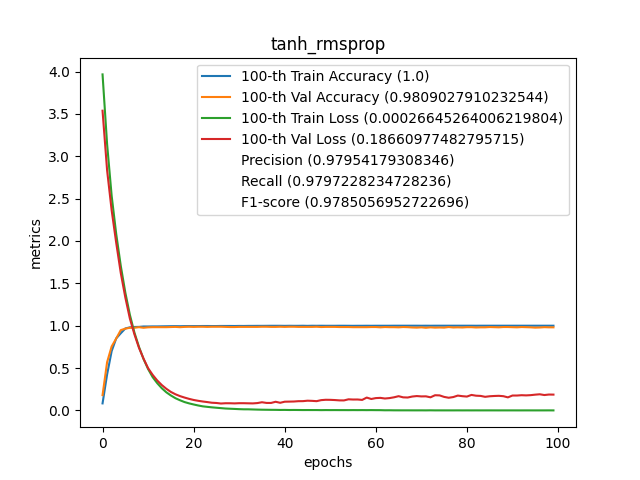 tanh_rmsprop
100-th Train Accuracy (1.0)
100-th Val Accuracy (0.9809027910232544)
100-th Train Loss (0.00026645264006219804)
100-th Val Loss (0.18660977482795715)
Precision (0.97954179308346)
Recall (0.9797228234728236)
F1-score (0.9785056952722696)
metrics
4.0
3.5
3.0
2.5
2.0
1.5
1.0
0.5
0.0
0 20 40 60 80 100
epochs